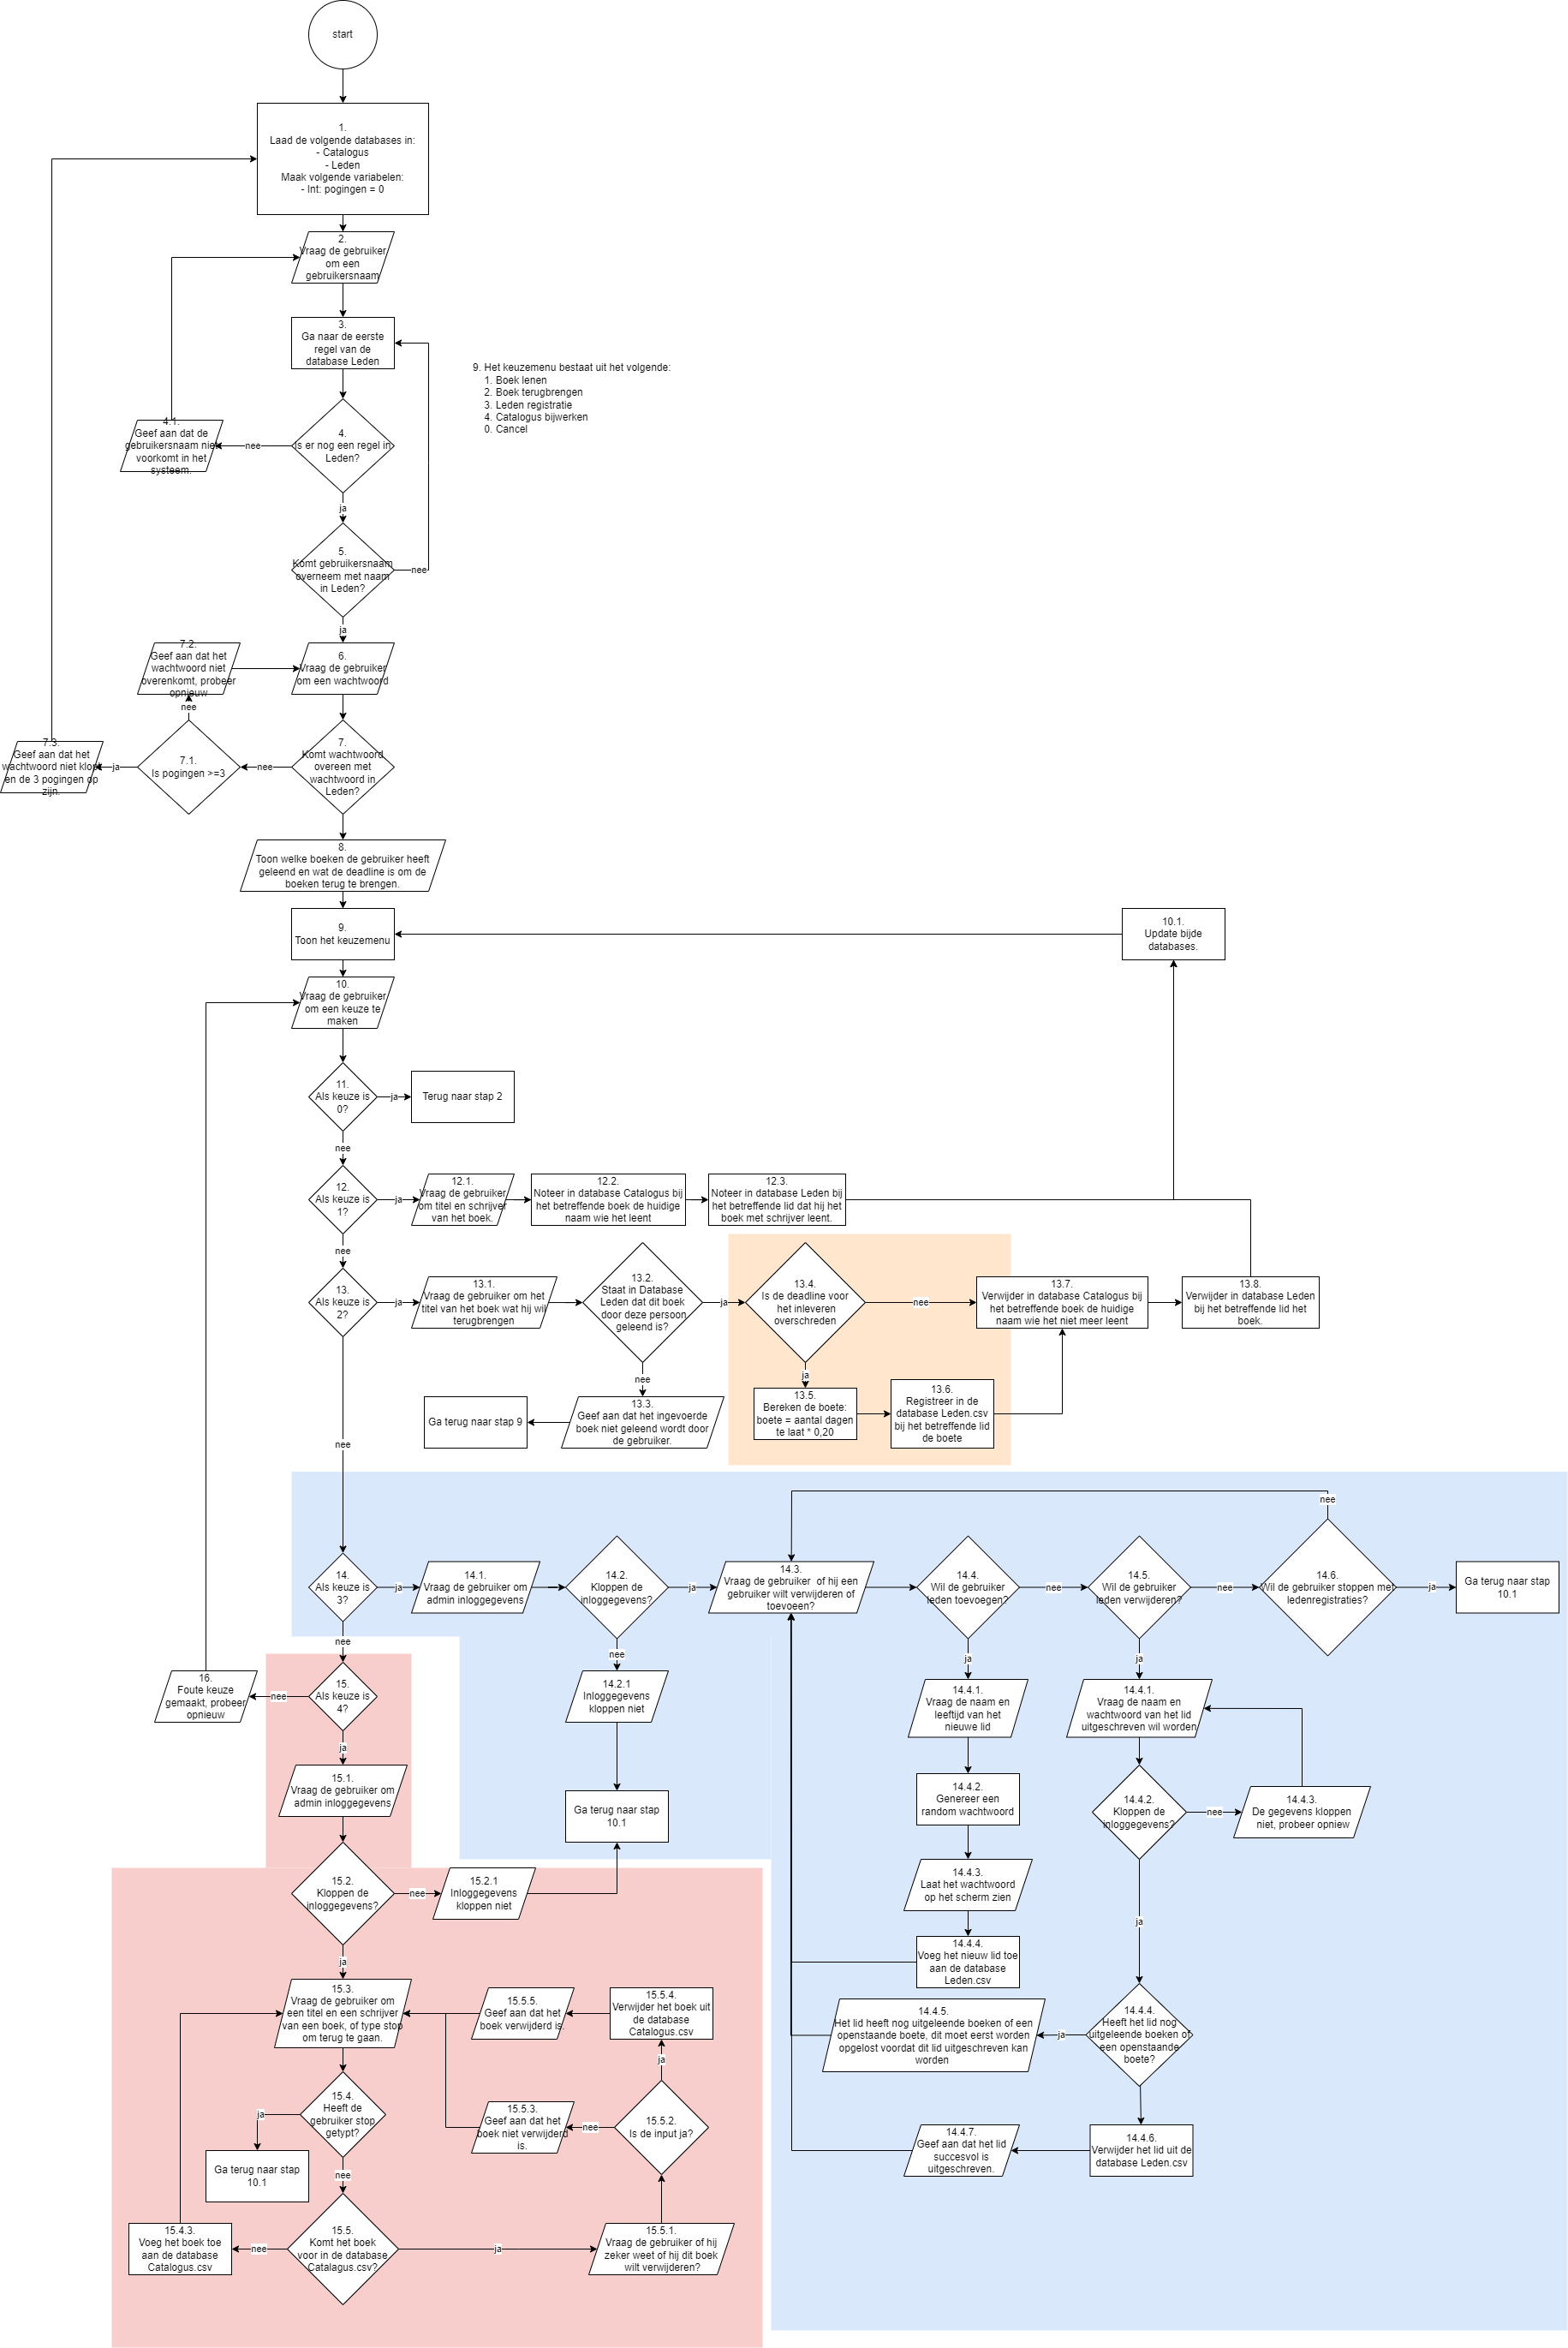 start
1.
Laad de volgende databases in:
- Catalogus
- Leden
Maak volgende variabelen:
- Int: pogingen = 0
2.
Vraag de gebruiker
om een
gebruikersnaam
3.
Ga naar de eerste
regel van de
database Leden
9. Het keuzemenu bestaat uit het volgende:
1. Boek lenen
2. Boek terugbrengen
3. Leden registratie
4. Catalogus bijwerken
0. Cancel
4.1.
Geef aan dat de
gebruikersnaam niet
voorkomt in het
systeem.
nee
4.
Is er nog een regel in
Leden?
ja
5.
Komt gebruikersnaam
overneem met naam
in Leden?
nee
ja
7.2.
Geef aan dat het
wachtwoord niet
overenkomt, probeer
opnieuw
6.
Vraag de gebruiker
om een wachtwoord
nee
7.3.
Geef aan dat het
wachtwoord niet klopt
en de 3 pogingen op
zijn.
ja
7.1.
Is pogingen >=3
nee
7.
Komt wachtwoord
overeen met
wachtwoord in
Leden?
8.
Toon welke boeken de gebruiker heeft
geleend en wat de deadline is om de
boeken terug te brengen.
9.
Toon het keuzemenu
10.1.
Update bijde
databases.
10.
Vraag de gebruiker
om een keuze te
maken
11.
Als keuze is
0?
ja
Terug naar stap 2
nee
12.
Als keuze is
1?
ja
12.1.
Vraag de gebruiker
om titel en schrijver
van het boek.
12.2.
Noteer in database Catalogus bij
het betreffende boek de huidige
naam wie het leent
12.3.
Noteer in database Leden bij
het betreffende lid dat hij het
boek met schrijver leent.
nee
13.
Als keuze is
2?
ja
13.1.
Vraag de gebruiker om het
titel van het boek wat hij wil
terugbrengen
13.2.
Staat in Database
Leden dat dit boek
door deze persoon
geleend is?
ja
13.4.
Is de deadline voor
het inleveren
overschreden
nee
13.7.
Verwijder in database Catalogus bij
het betreffende boek de huidige
naam wie het niet meer leent
13.8.
Verwijder in database Leden
bij het betreffende lid het
boek.
nee
ja
Ga terug naar stap 9
13.3.
Geef aan dat het ingevoerde
boek niet geleend wordt door
de gebruiker.
13.5.
Bereken de boete:
boete = aantal dagen
te laat * 0,20
13.6.
Registreer in de
database Leden.csv
bij het betreffende lid
de boete
nee
nee
14.
Als keuze is
3?
ja
14.1.
Vraag de gebruiker om
admin inloggegevens
14.2.
Kloppen de
inloggegevens?
ja
14.3.
Vraag de gebruiker of hij een
gebruiker wilt verwijderen of
toevoeen?
14.4.
Wil de gebruiker
leden toevoegen?
nee
14.5.
Wil de gebruiker
leden verwijderen?
nee
14.6.
Wil de gebruiker stoppen met
ledenregistraties?
ja
Ga terug naar stap
10.1
nee
nee
ja
ja
16.
Foute keuze
gemaakt, probeer
opnieuw
nee
15.
Als keuze is
4?
14.2.1
Inloggegevens
kloppen niet
14.4.1.
Vraag de naam en
leeftijd van het
nieuwe lid
14.4.1.
Vraag de naam en
wachtwoord van het lid
uitgeschreven wil worden
ja
15.1.
Vraag de gebruiker om
admin inloggegevens
Ga terug naar stap
10.1
14.4.2.
Genereer een
random wachtwoord
14.4.2.
Kloppen de
inloggegevens?
nee
14.4.3.
De gegevens kloppen
niet, probeer opniew
15.2.
Kloppen de
inloggegevens?
nee
15.2.1
Inloggegevens
kloppen niet
14.4.3.
Laat het wachtwoord
op het scherm zien
ja
ja
14.4.4.
Voeg het nieuw lid toe
aan de database
Leden.csv
15.3.
Vraag de gebruiker om
een titel en een schrijver
van een boek, of type stop
om terug te gaan.
15.5.5.
Geef aan dat het
boek verwijderd is.
15.5.4.
Verwijder het boek uit
de database
Catalogus.csv
14.4.5.
Het lid heeft nog uitgeleende boeken of een
openstaande boete, dit moet eerst worden
opgelost voordat dit lid uitgeschreven kan
worden
ja
14.4.4.
Heeft het lid nog
uitgeleende boeken of
een openstaande
boete?
ja
15.4.
Heeft de
gebruiker stop
getypt?
ja
15.5.3.
Geef aan dat het
boek niet verwijderd
is.
nee
15.5.2.
Is de input ja?
14.4.7.
Geef aan dat het lid
succesvol is
uitgeschreven.
14.4.6.
Verwijder het lid uit de
database Leden.csv
Ga terug naar stap
10.1
nee
15.4.3.
Voeg het boek toe
aan de database
Catalogus.csv
nee
15.5.
Komt het boek
voor in de database
Catalagus.csv?
ja
15.5.1.
Vraag de gebruiker of hij
zeker weet of hij dit boek
wilt verwijderen?